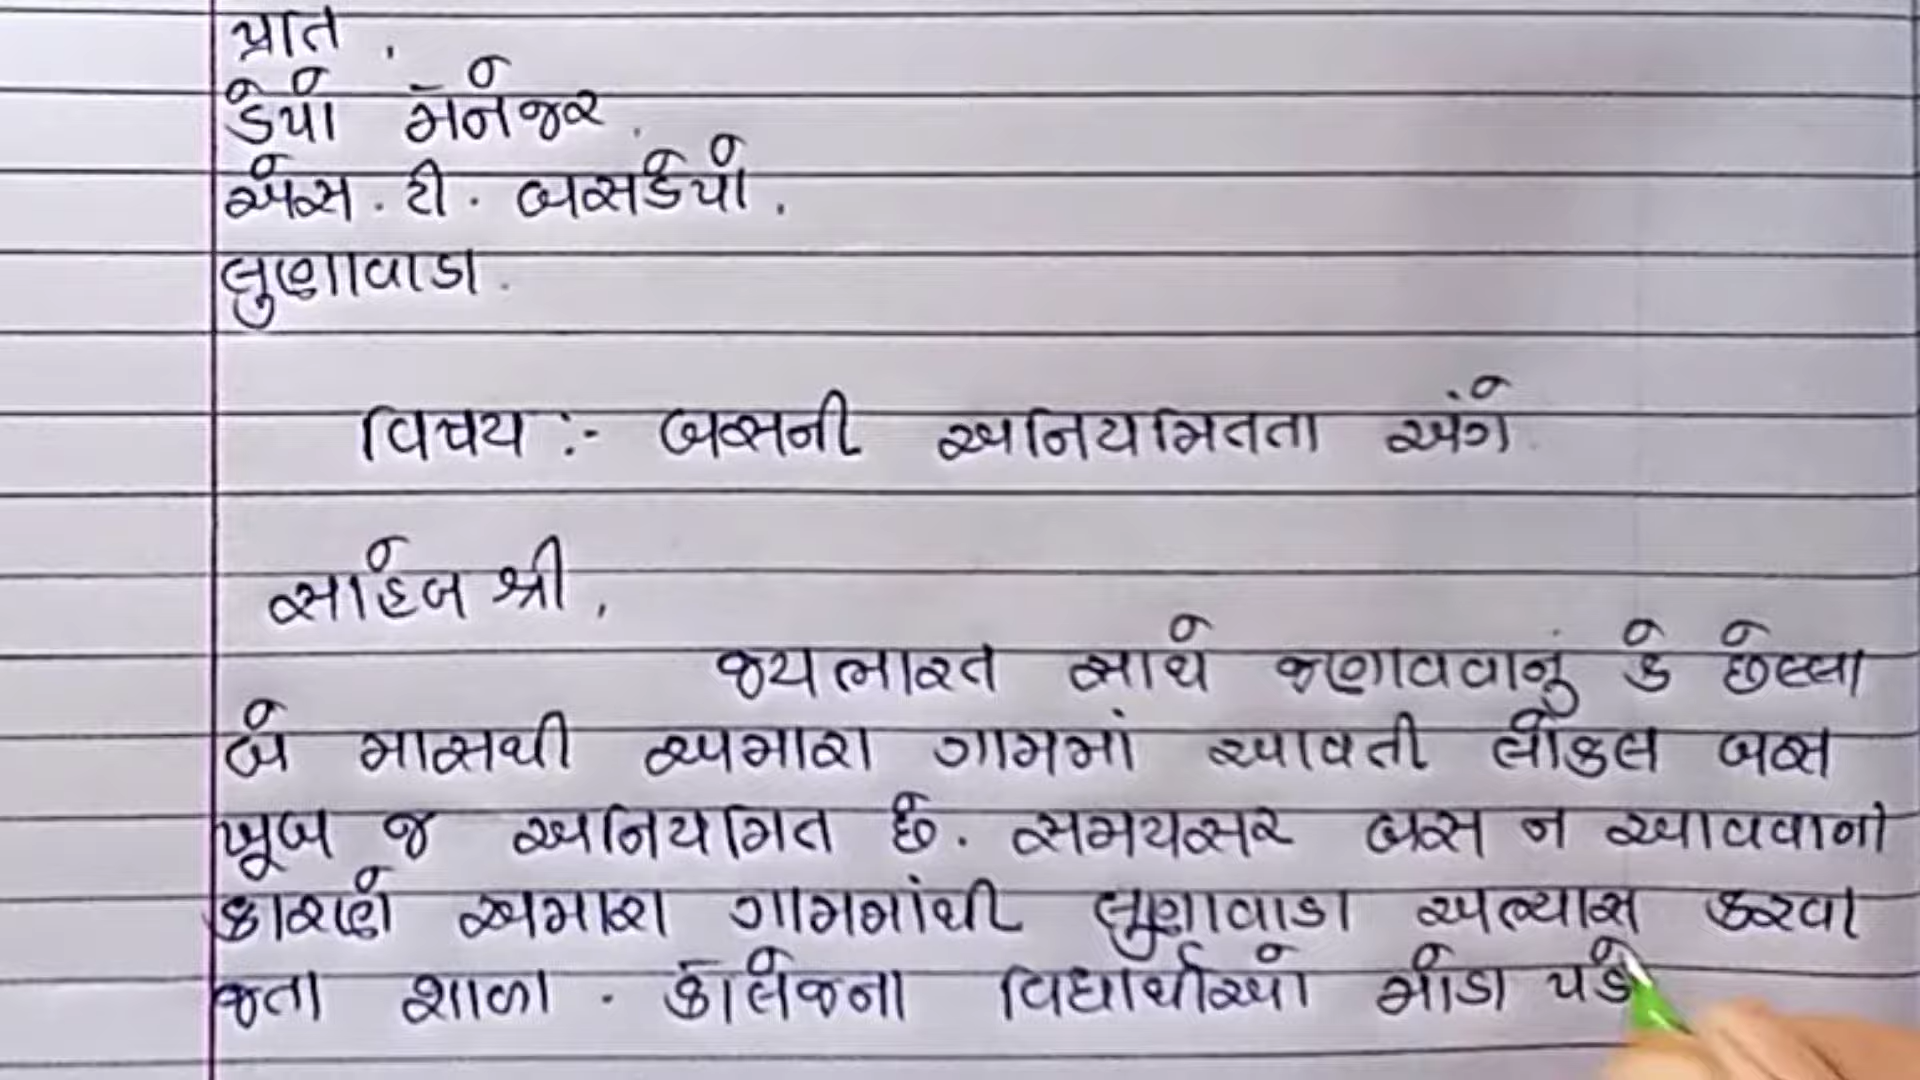 પ્રતિ,
ડેપો મેનેજર,
એસ. ટી. બસડેપો.
લુણાવાડા.
વિષય :- બસની અનિયમિતતા અંગે.
સાહેબ શ્રી,
જયભારત સાથે જણાવવાનું કે છેલ્લા
બે માસથી અમારા ગામમાં આવતી લોકલ બસ
ખૂબ જ અનિયમિત છે. સમયસર બસ ન આવવાનાં
કારણે અમારા ગામમાંથી લુણાવાડા અભ્યાસ કરવા
જતા શાળા . કૉલેજના વિદ્યાર્થીઓ મોડા પડે